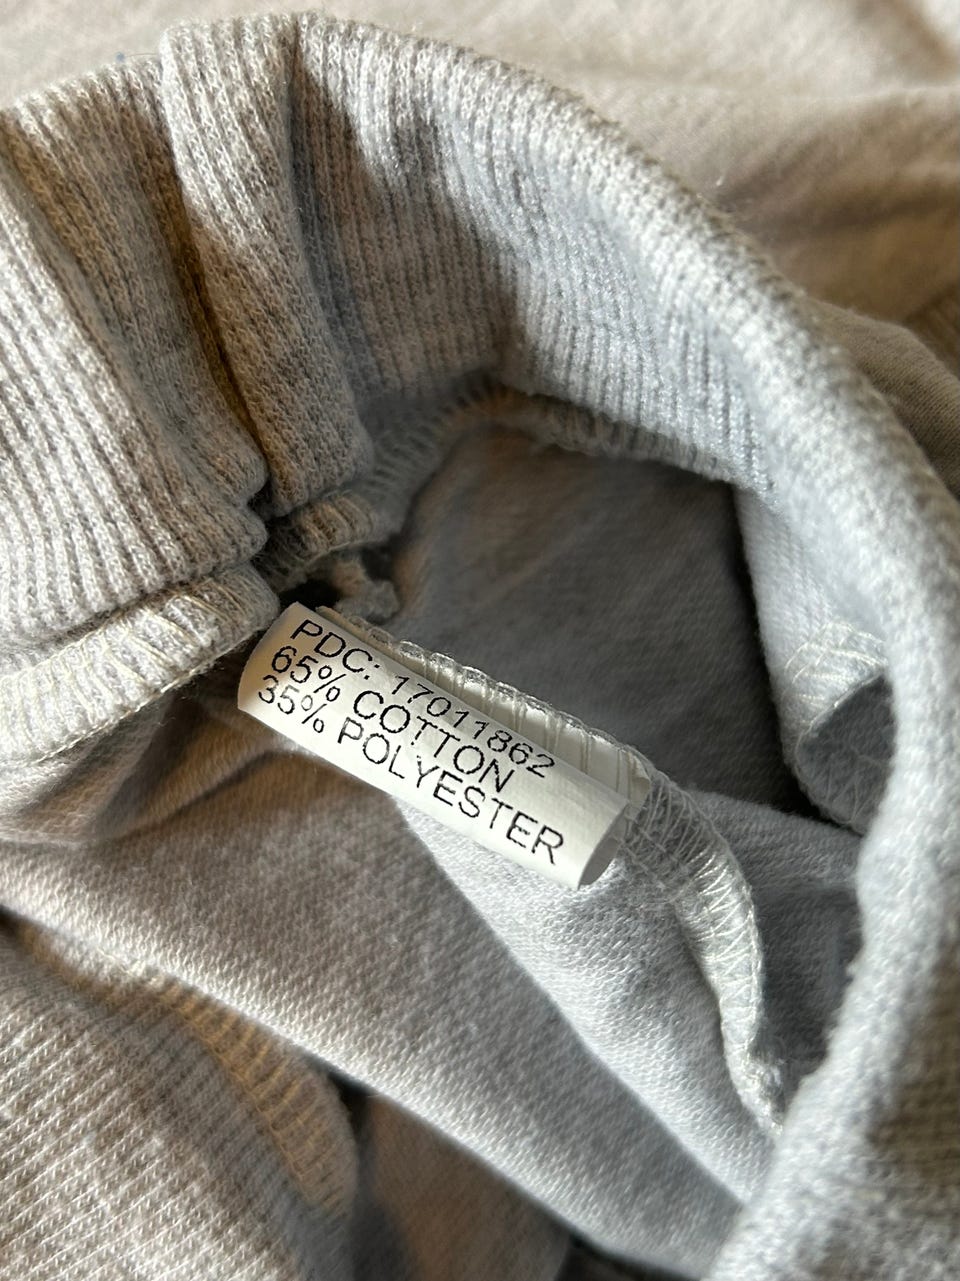 PDC: 17011862
65% COTTON
35% POLYESTER